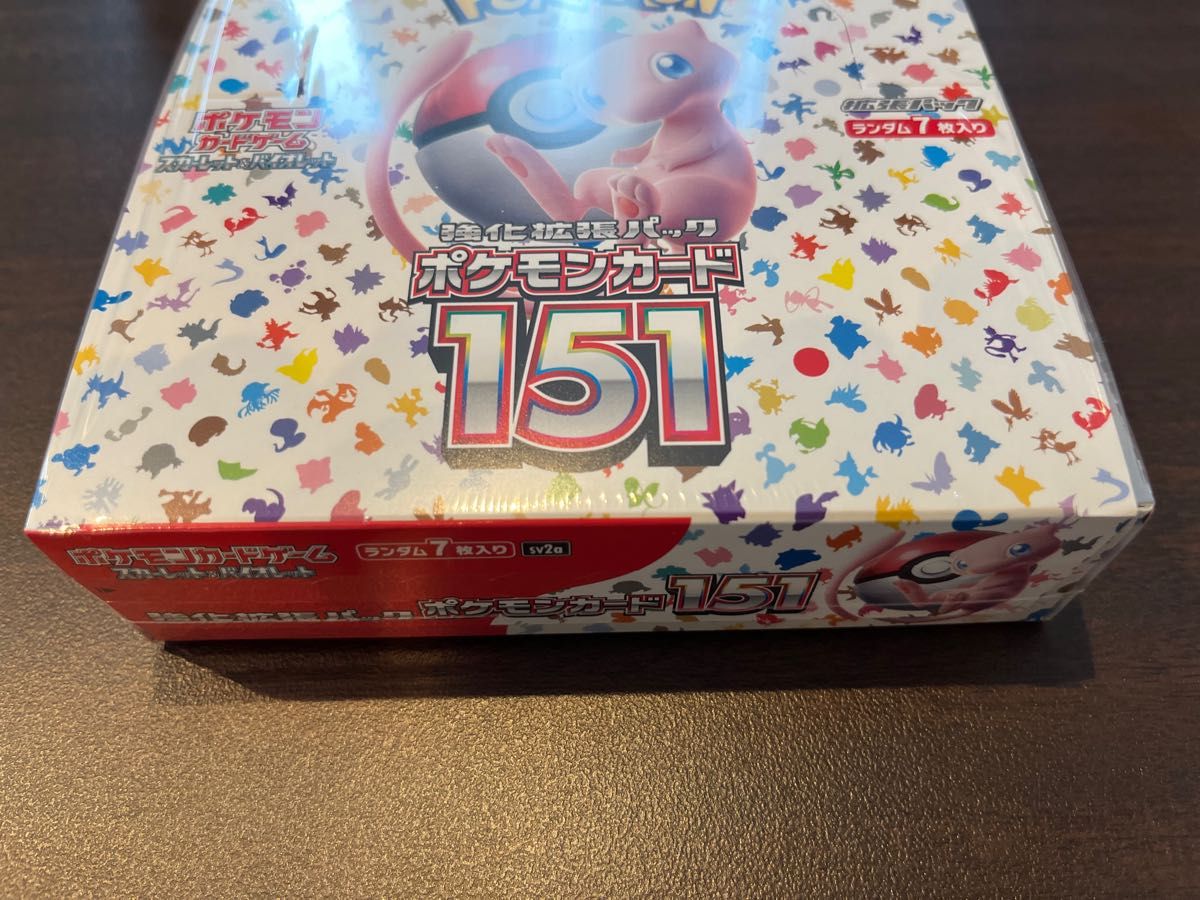 POKÉMON
ポケモン
カードゲーム
スカーレット&バイオレット
拡張パック
ランダム7枚入り
強化拡張パック
ポケモンカード
151
ポケモンカードゲーム
スカーレット&バイオレット
ランダム7枚入り sv2a
強化拡張パック ポケモンカード151